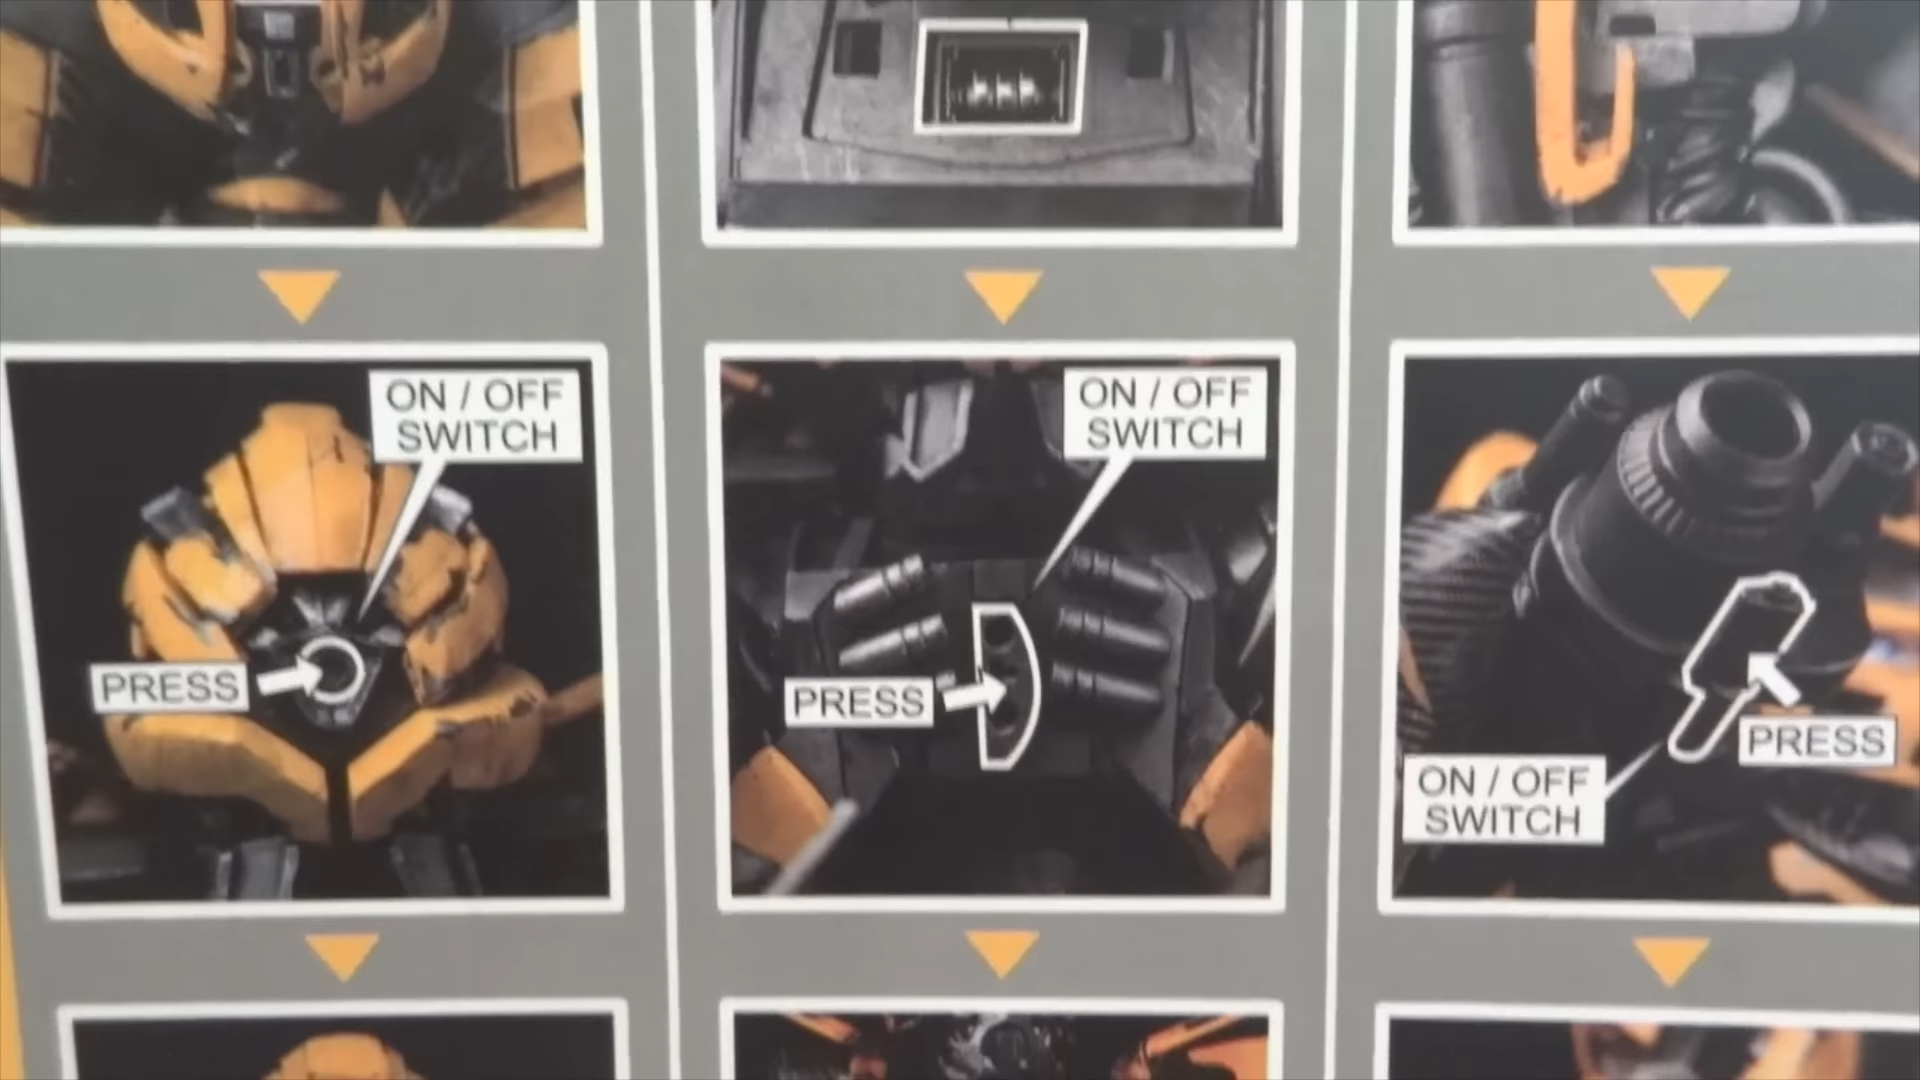 ON / OFF
SWITCH
PRESS
ON / OFF
SWITCH
PRESS
PRESS
ON / OFF
SWITCH